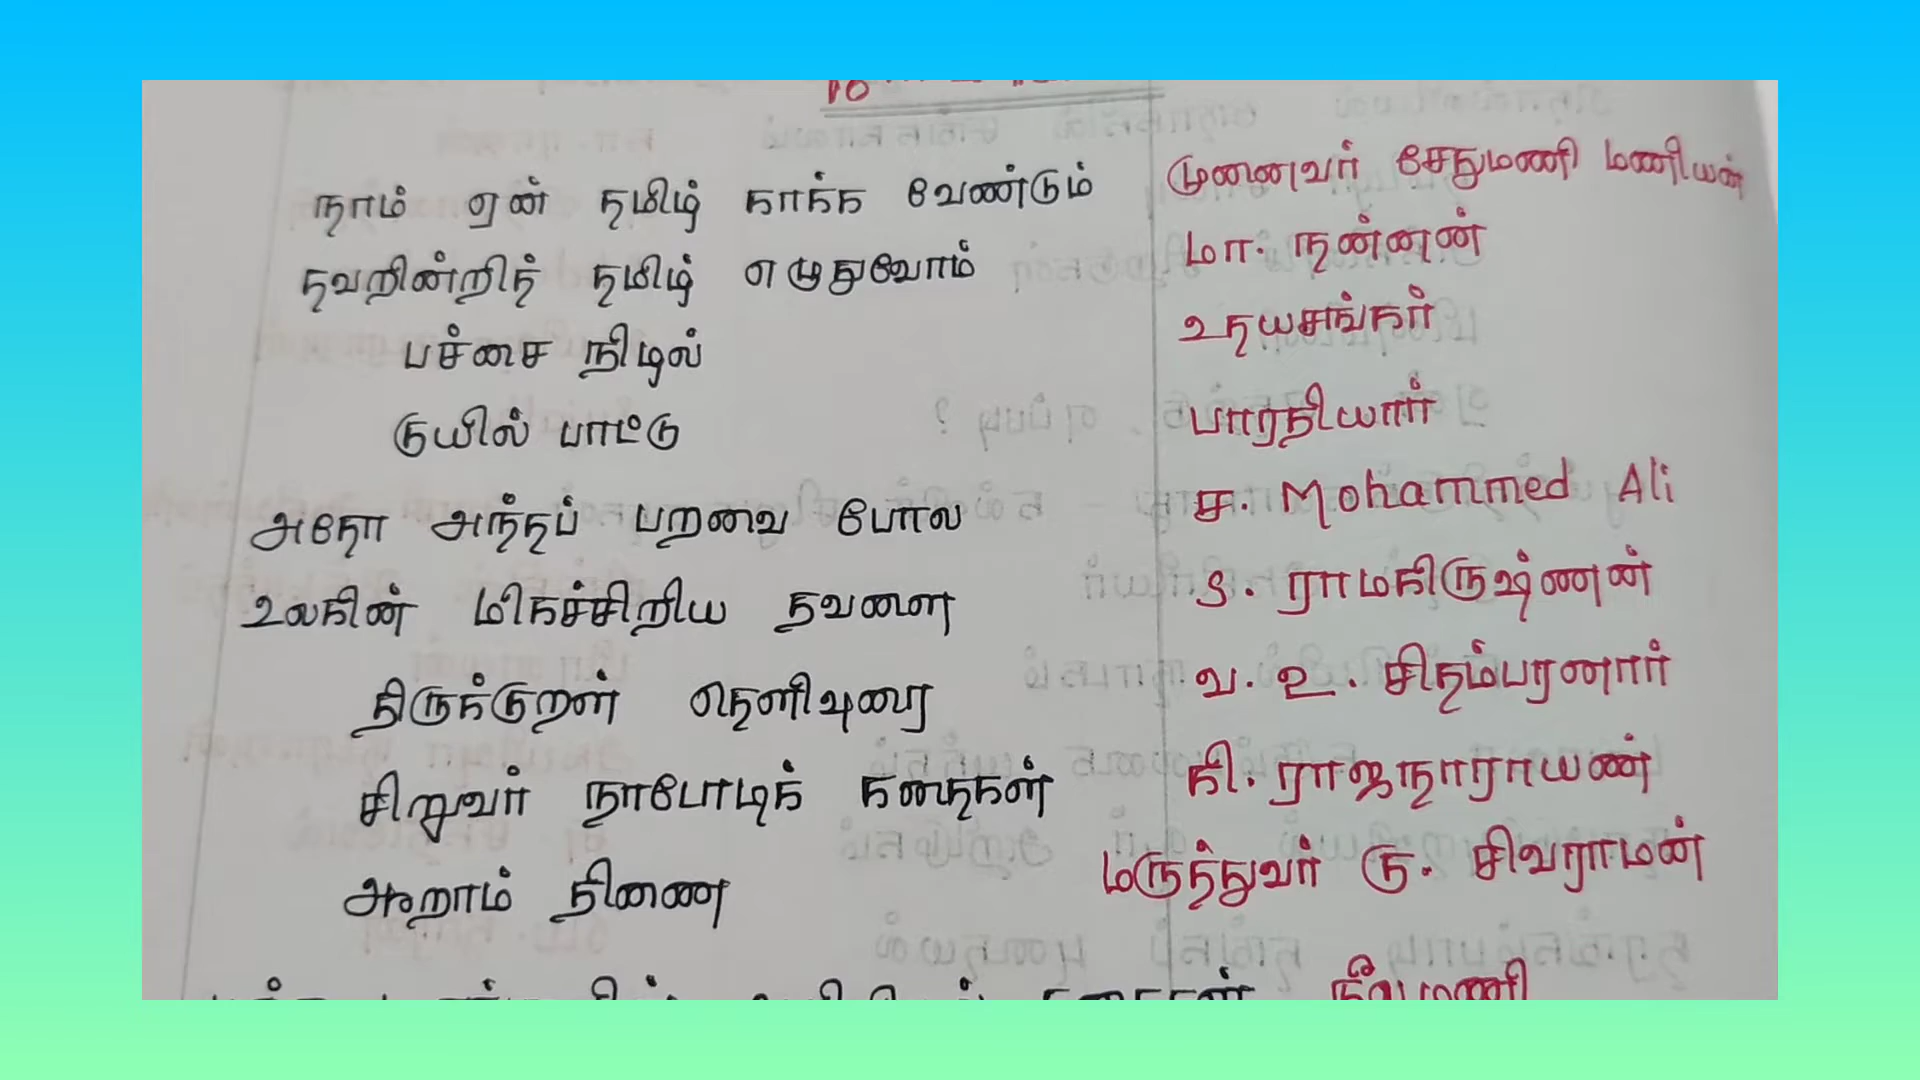 நாம் ஏன் தமிழ் காக்க வேண்டும் முனைவர் சேதுமணி மணியன்
தவறின்றித் தமிழ் எழுதுவோம் மா. நன்னன்
பச்சை நிழல் உதயசங்கர்
குயில் பாட்டு பாரதியார்
அதோ அந்தப் பறவை போல ச. Mohammed Ali
உலகின் மிகச்சிறிய தவளை S. ராமகிருஷ்ணன்
திருக்குறள் தெளிவுரை வ. உ. சிதம்பரனார்
சிறுவர் நாடோடிக் கதைகள் கி. ராஜநாராயண்
ஆறாம் திணை மருத்துவர் கு. சிவராமன்
நீலமணி